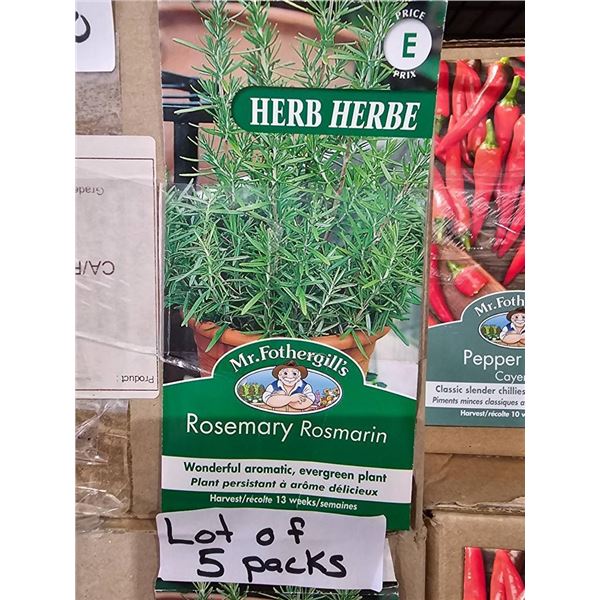 PRICE
E
PRIX
HERB HERBE
Mr.Fothergill's
Rosemary Rosmarin
Wonderful aromatic, evergreen plant
Plant persistant à arôme délicieux
Harvest/récolte 13 weeks/semaines
Lot of
5 packs
Grade
CA/F
Product :
Mr. Fothe
Pepper
Caye
Classic slender chillies
Piments minces classiques
Harvest/récolte 10